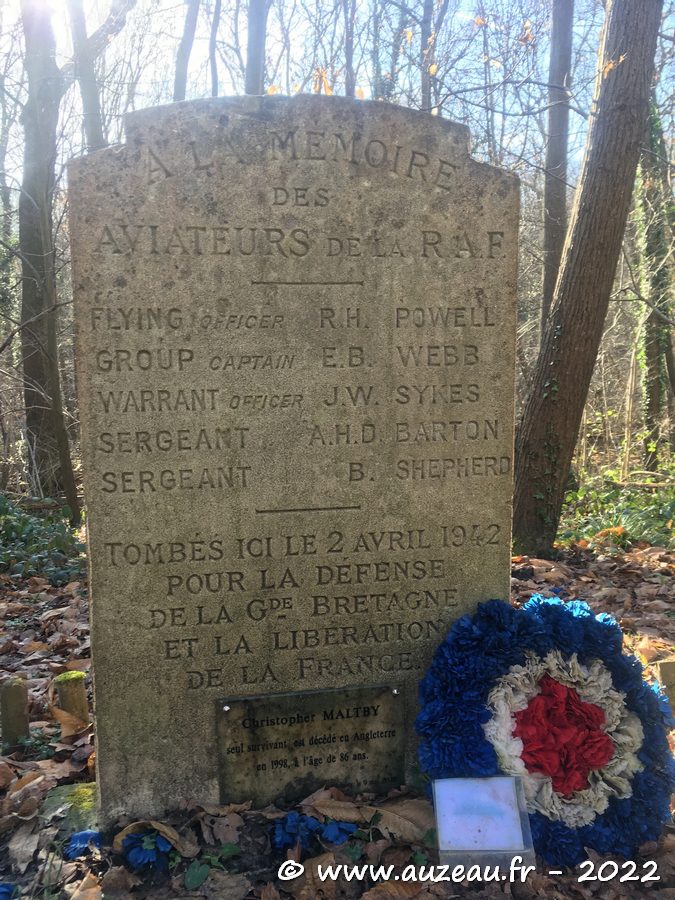 A LA MEMOIRE
DES
AVIATEURS DE LA R.A.F
FLYING OFFICER R.H. POWELL
GROUP CAPTAIN E.B. WEBB
WARRANT OFFICER J.W. SYKES
SERGEANT A.H.D BARTON
SERGEANT B. SHEPHERD
TOMBÉS ICI LE 2 AVRIL 1942
POUR LA DÉFENSE
DE LA GDE BRETAGNE
ET LA LIBÉRATION
DE LA FRANCE.
Christopher MALTBY
seul survivant est décédé en Angleterre
en 1998, à l'âge de 86 ans.
© www.auzeau.fr - 2022